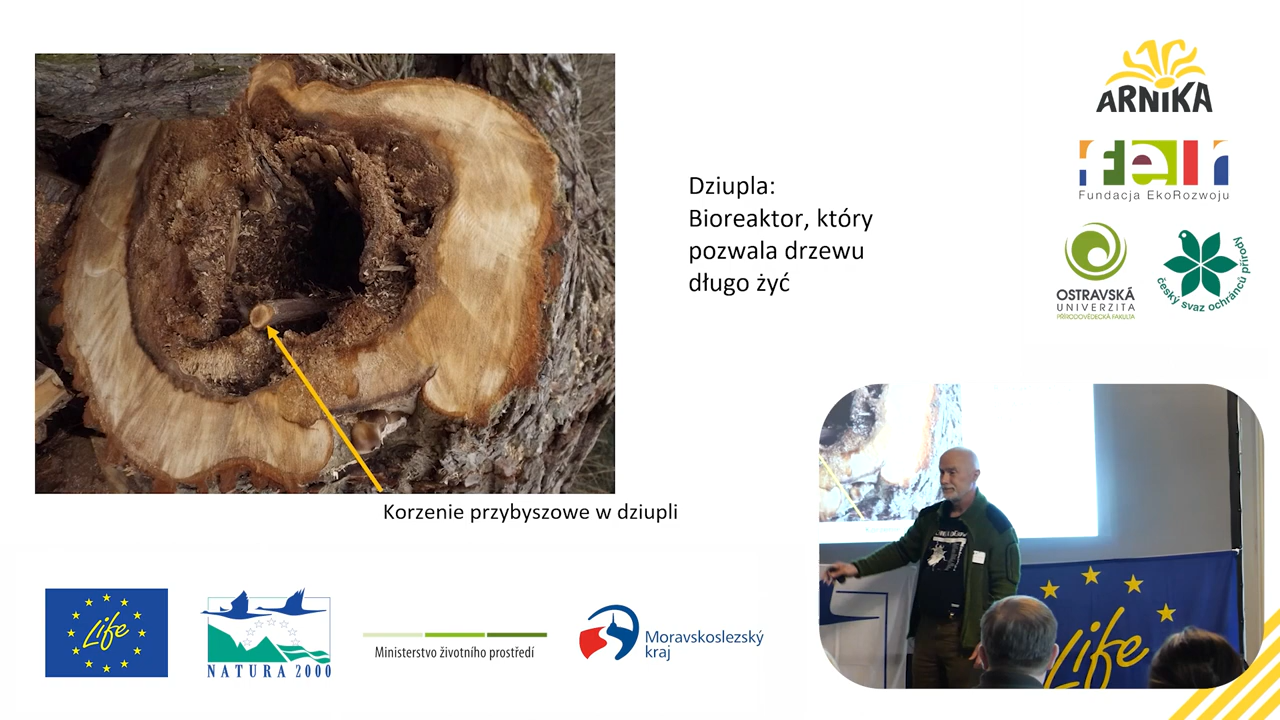 Dziupla:
Bioreaktor, który
pozwala drzewu
długo żyć
Korzenie przybyszowe w dziupli
ARNIKA
feri
Fundacja EkoRozwoju
OSTRAVSKÁ
UNIVERZITA
PŘÍRODOVĚDECKÁ FAKULTA
český svaz ochránců přírody
Life
NATURA 2000
Ministerstvo životního prostředí
Moravskoslezský
kraj
Life